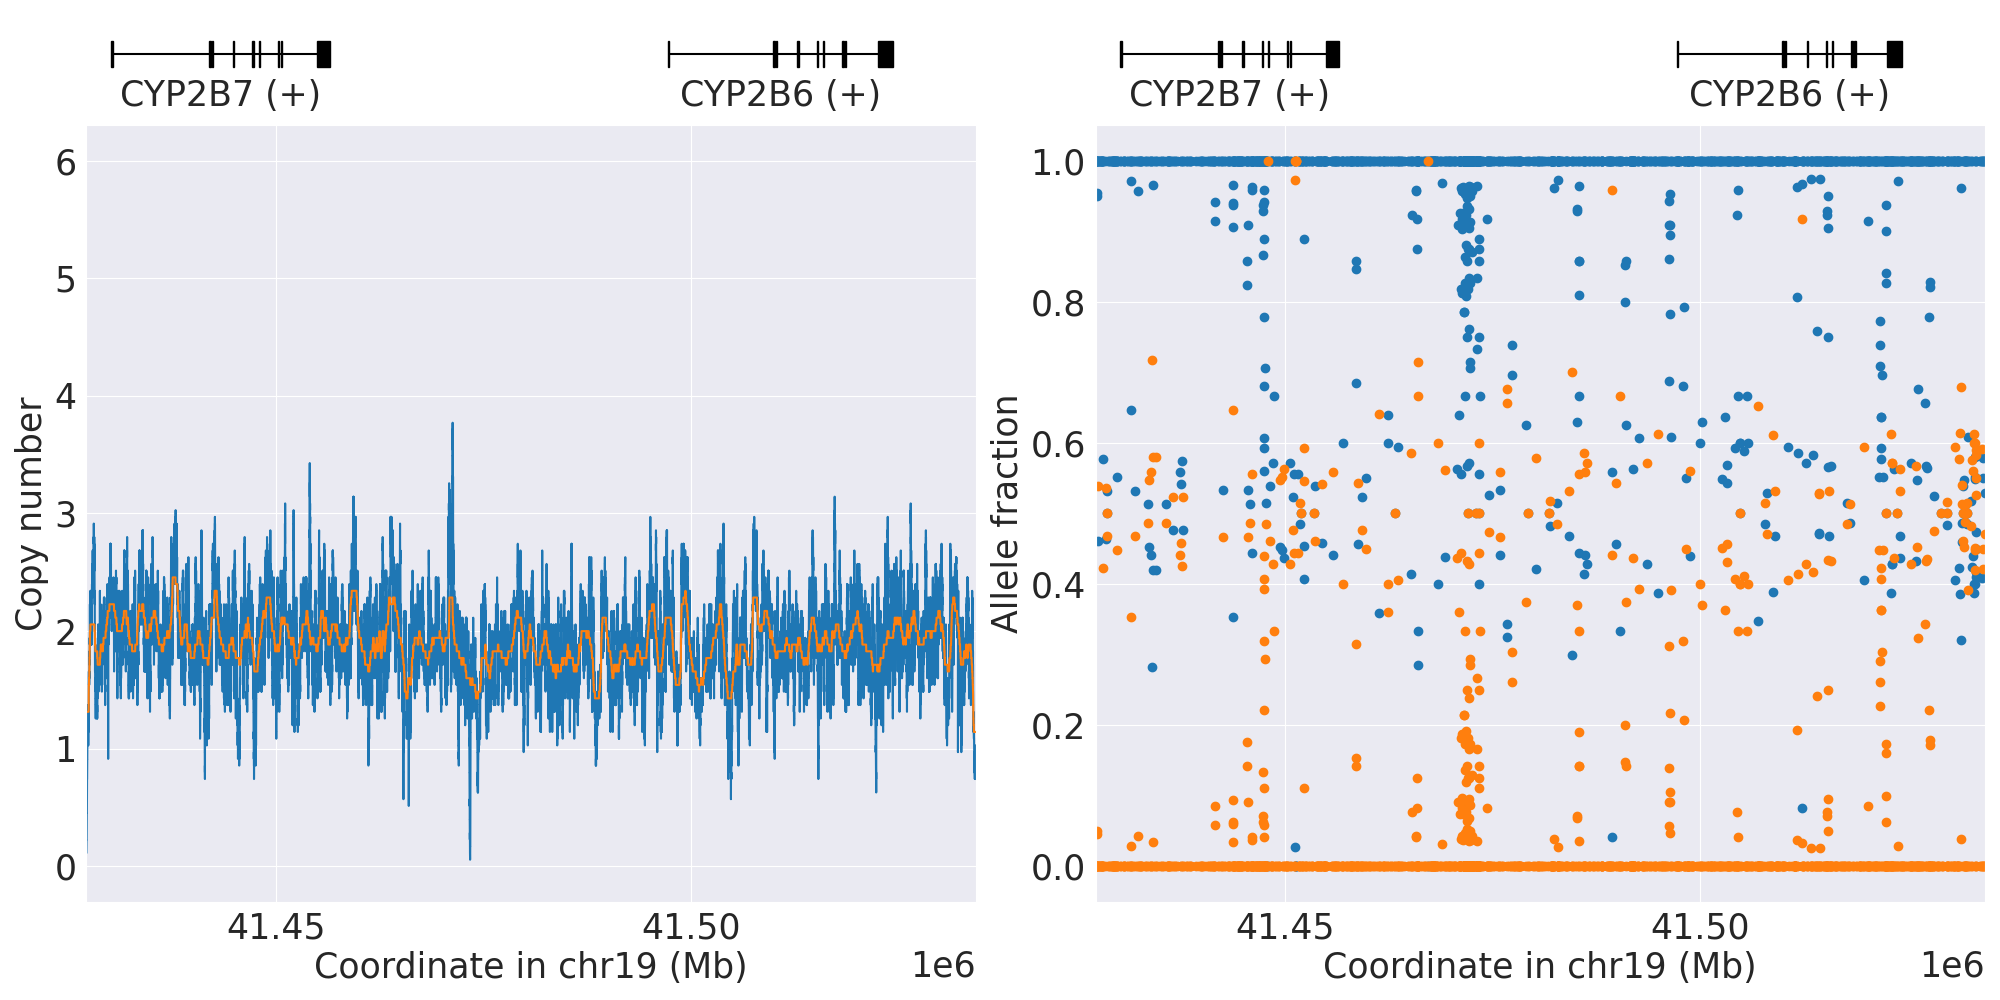 CYP2B7 (+)
CYP2B6 (+)
CYP2B7 (+)
CYP2B6 (+)
6
5
4
3
2
1
0
Copy number
41.45
41.50
Coordinate in chr19 (Mb)
1e6
1.0
0.8
0.6
0.4
0.2
0.0
Allele fraction
41.45
41.50
Coordinate in chr19 (Mb)
1e6